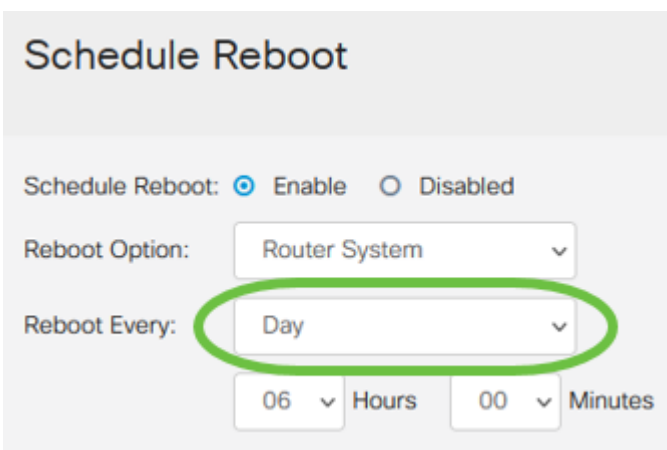 Schedule Reboot
Schedule Reboot: Enable Disabled
Reboot Option: Router System
Reboot Every: Day
06 Hours 00 Minutes